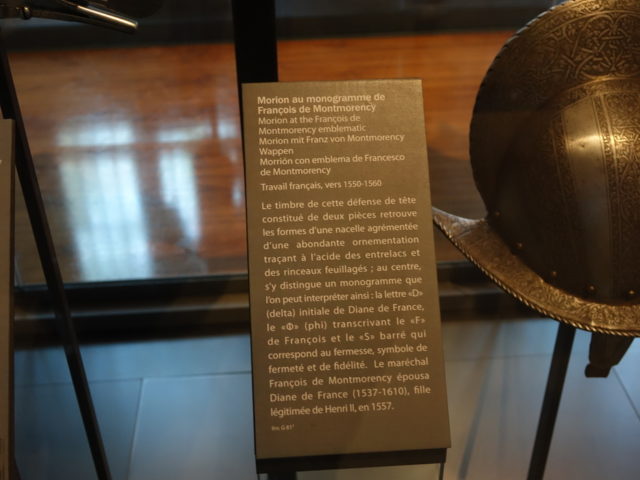 Morion au monogramme de
François de Montmorency
Morion at the François de
Montmorency emblematic
Morion mit Franz von Montmorency
Wappen
Morrión con emblema de Francesco
de Montmorency
Travail français, vers 1550-1560
Le timbre de cette défense de tête
constitué de deux pièces retrouve
les formes d'une nacelle agrémentée
d'une abondante ornementation
traçant à l'acide des entrelacs et
des rinceaux feuillagés ; au centre,
s'y distingue un monogramme que
l'on peut interpréter ainsi : la lettre «D»
(delta) initiale de Diane de France,
le «Φ» (phi) transcrivant le «F»
de François et le «S» barré qui
correspond au fermesse, symbole de
fermeté et de fidélité. Le maréchal
François de Montmorency épousa
Diane de France (1537-1610), fille
légitimée de Henri II, en 1557.